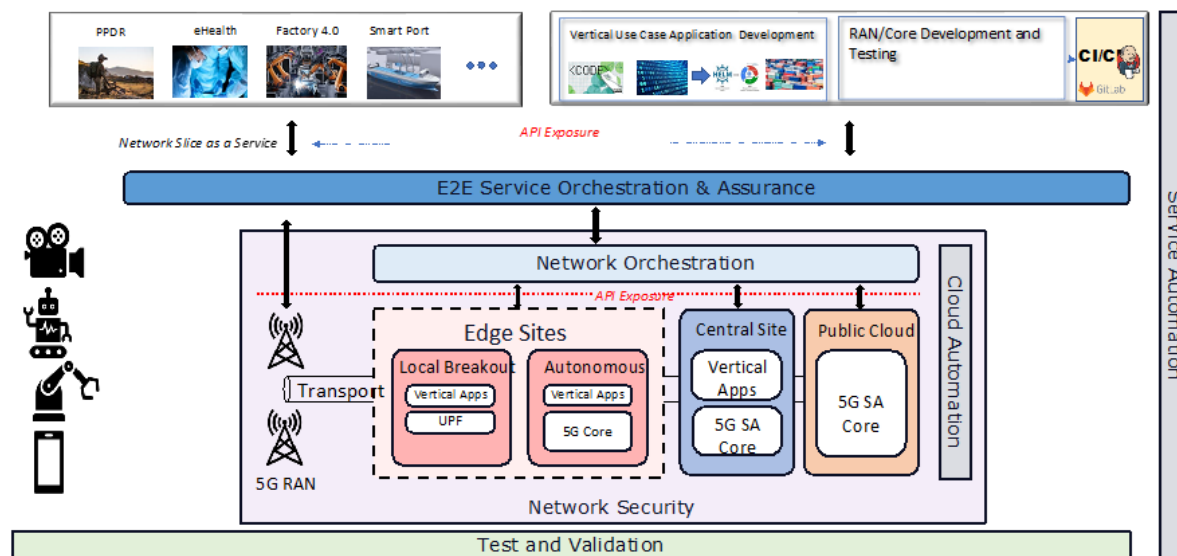 PPDR
eHealth
Factory 4.0
Smart Port
Vertical Use Case Application Development
<CODE>
HELM
RAN/Core Development and
Testing
CI/C
GitLab
Network Slice as a Service
API Exposure
E2E Service Orchestration & Assurance
Network Orchestration
API Exposure
Edge Sites
Local Breakout
Vertical Apps
UPF
Autonomous
Vertical Apps
5G Core
Central Site
Vertical
Apps
5G SA
Core
Public Cloud
5G SA
Core
Transport
5G RAN
Cloud Automation
Network Security
Service Automation
Test and Validation